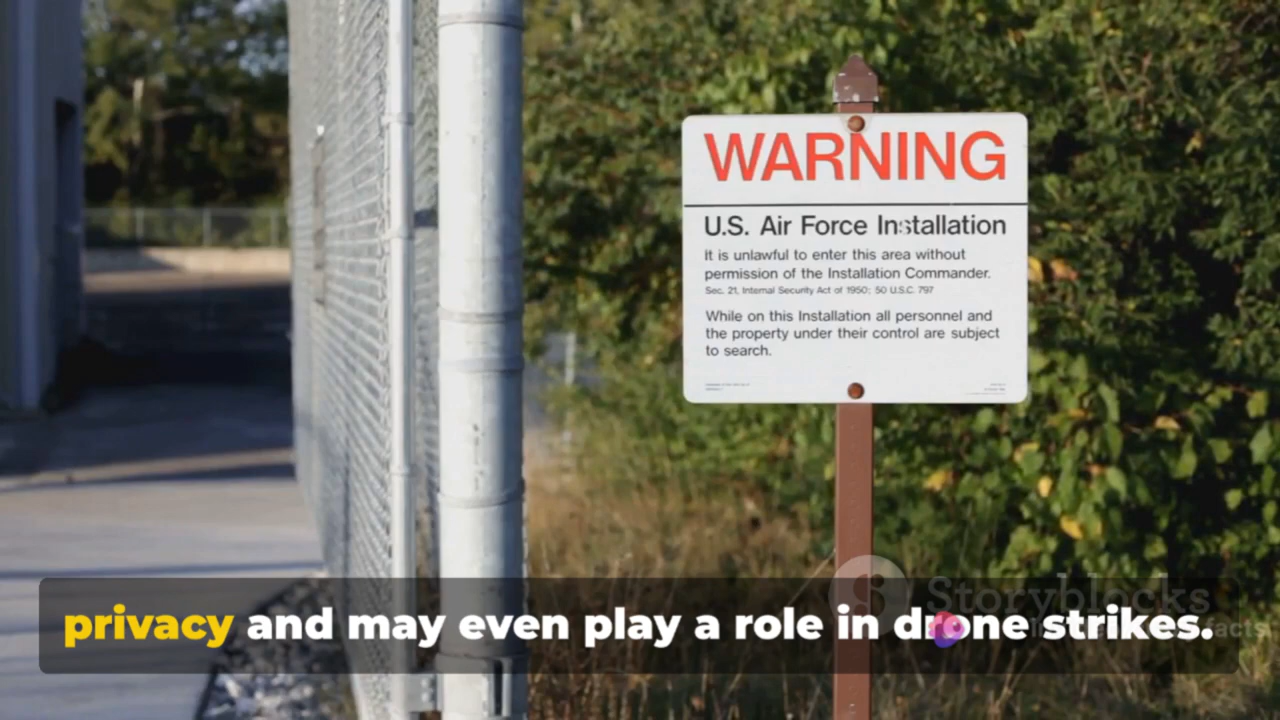 WARNING
U.S. Air Force Installation
It is unlawful to enter this area without
permission of the Installation Commander.
Sec. 21, Internal Security Act of 1950; 50 U.S.C. 797
While on this Installation all personnel and
the property under their control are subject
to search.
Storyblocks
privacy and may even play a role in drone strikes.
facts